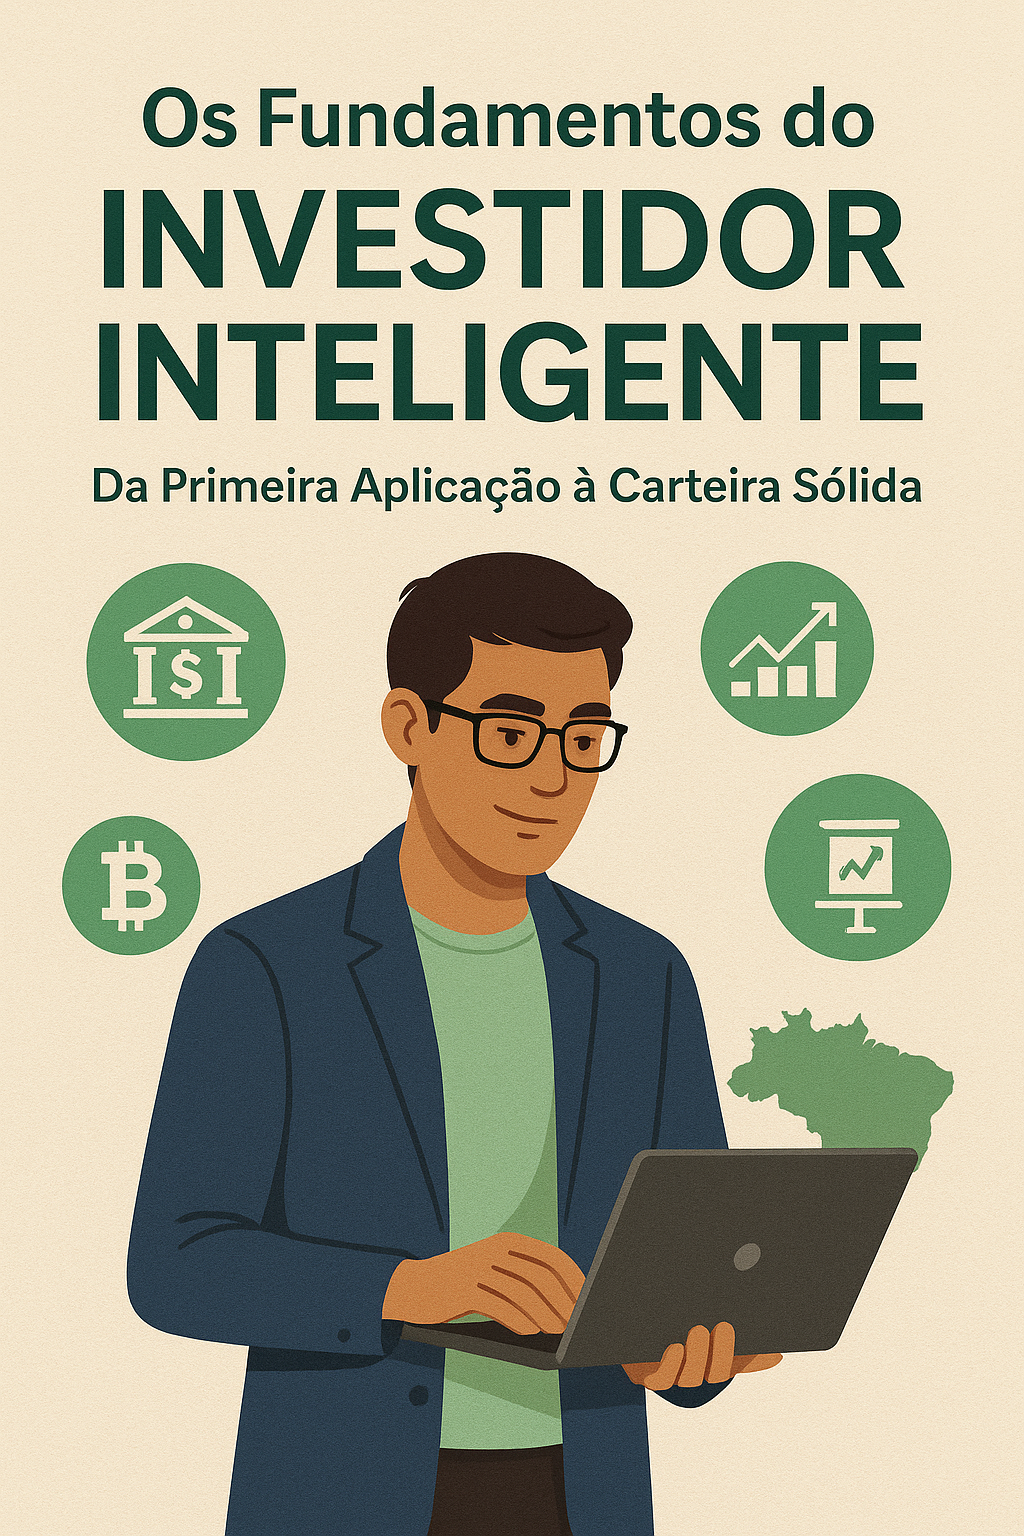 Os Fundamentos do
INVESTIDOR
INTELIGENTE
Da Primeira Aplicação à Carteira Sólida
$